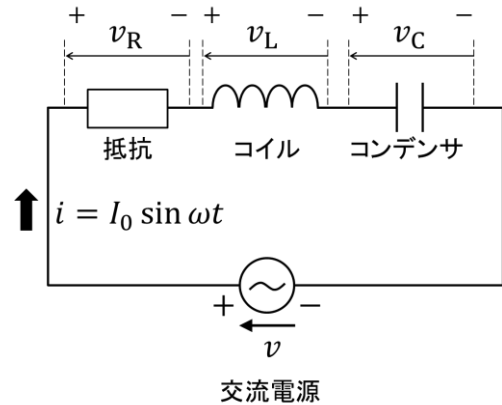 + − + − + −
v_R v_L v_C
抵抗 コイル コンデンサ
i = I_0 sin ωt
+ −
v
交流電源